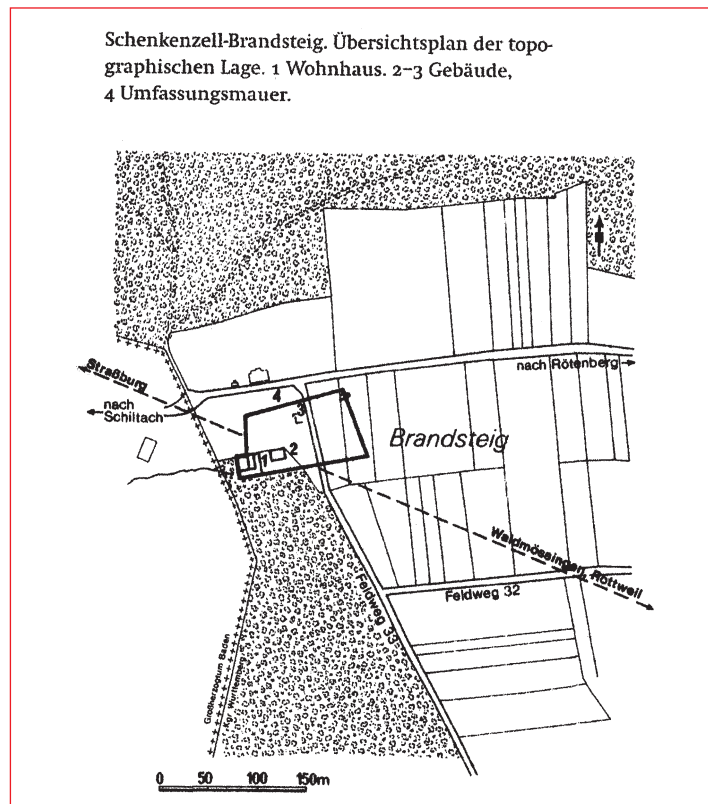 Schenkenzell-Brandsteig. Übersichtsplan der topo-
graphischen Lage. 1 Wohnhaus. 2–3 Gebäude,
4 Umfassungsmauer.
Straßburg
nach
Schiltach
nach Rötenberg
4
3
1
2
Brandsteig
Waldmössingen, Rottweil
Feldweg 32
Feldweg 33
Großherzogtum Baden
Kgr. Württemberg
0 50 100 150m